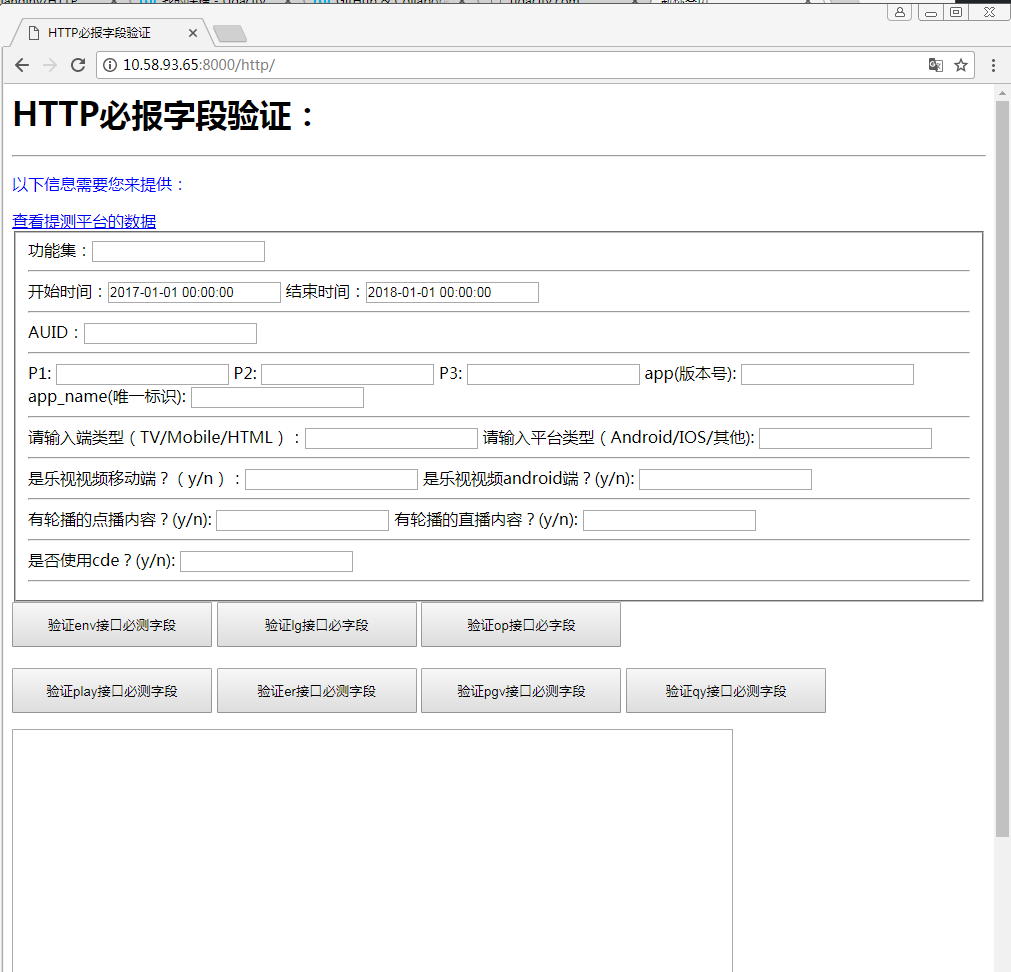 HTTP必报字段验证
10.58.93.65:8000/http/
HTTP必报字段验证：
以下信息需要您来提供：
查看提测平台的数据
功能集：
开始时间：2017-01-01 00:00:00 结束时间：2018-01-01 00:00:00
AUID：
P1: P2: P3: app(版本号):
app_name(唯一标识):
请输入端类型（TV/Mobile/HTML）： 请输入平台类型（Android/IOS/其他):
是乐视视频移动端？（y/n）： 是乐视视频android端？(y/n):
有轮播的点播内容？(y/n): 有轮播的直播内容？(y/n):
是否使用cde？(y/n):
验证env接口必测字段 验证lg接口必字段 验证op接口必字段
验证play接口必测字段 验证er接口必测字段 验证pgv接口必测字段 验证qy接口必测字段